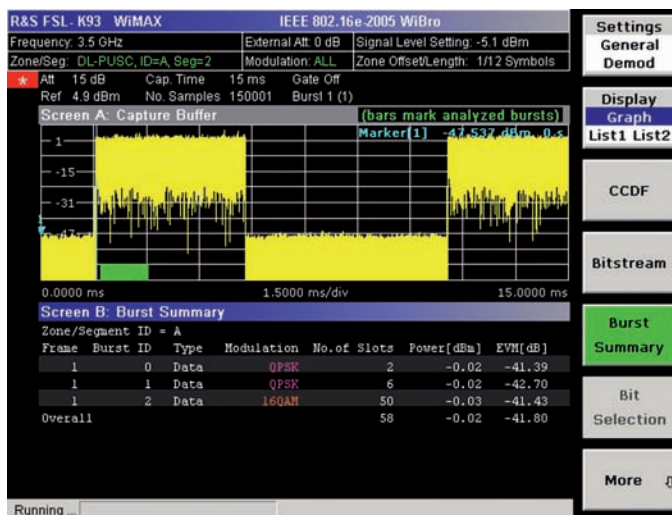 R&S FSL- K93 WiMAX IEEE 802.16e-2005 WiBro
Frequency: 3.5 GHz External Att: 0 dB Signal Level Setting: -5.1 dBm
Zone/Seg: DL-PUSC, ID=A, Seg=2 Modulation: ALL Zone Offset/Length: 1/12 Symbols
* Att 15 dB Cap. Time 15 ms Gate Off
Ref 4.9 dBm No. Samples 150001 Burst 1 (1)
Screen A: Capture Buffer (bars mark analyzed bursts)
Marker[1] -47.537 dBm 0 s
1
-15
-31
-47
1
0.0000 ms 1.5000 ms/div 15.0000 ms
Screen B: Burst Summary
Zone/Segment ID = A
Frame Burst ID Type Modulation No.of Slots Power[dBm] EVM[dB]
1 0 Data QPSK 2 -0.02 -41.39
1 1 Data QPSK 6 -0.02 -42.70
1 2 Data 16QAM 50 -0.03 -41.43
Overall 58 -0.02 -41.80
Running ...
Settings
General
Demod
Display
Graph
List1 List2
CCDF
Bitstream
Burst
Summary
Bit
Selection
More